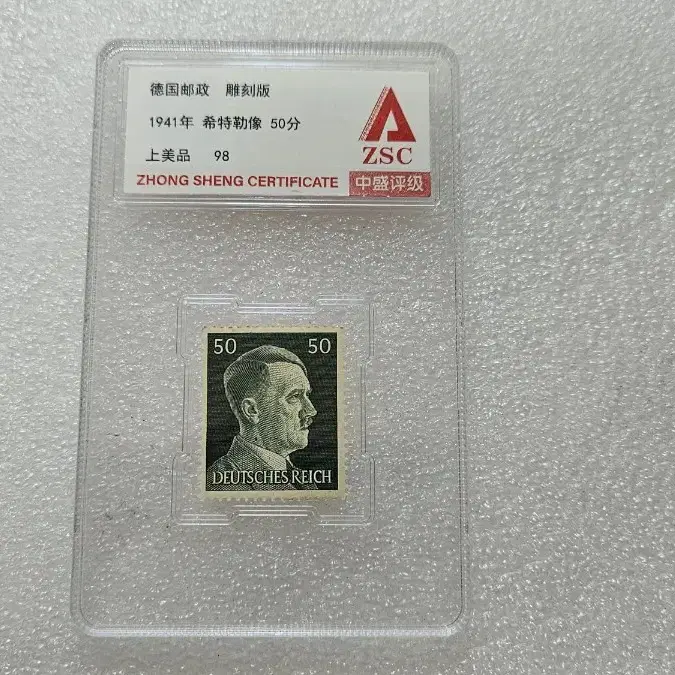 德国邮政 雕刻版
1941年 希特勒像 50分
上美品 98
ZHONG SHENG CERTIFICATE
ZSC
中盛评级
50 50
DEUTSCHES REICH